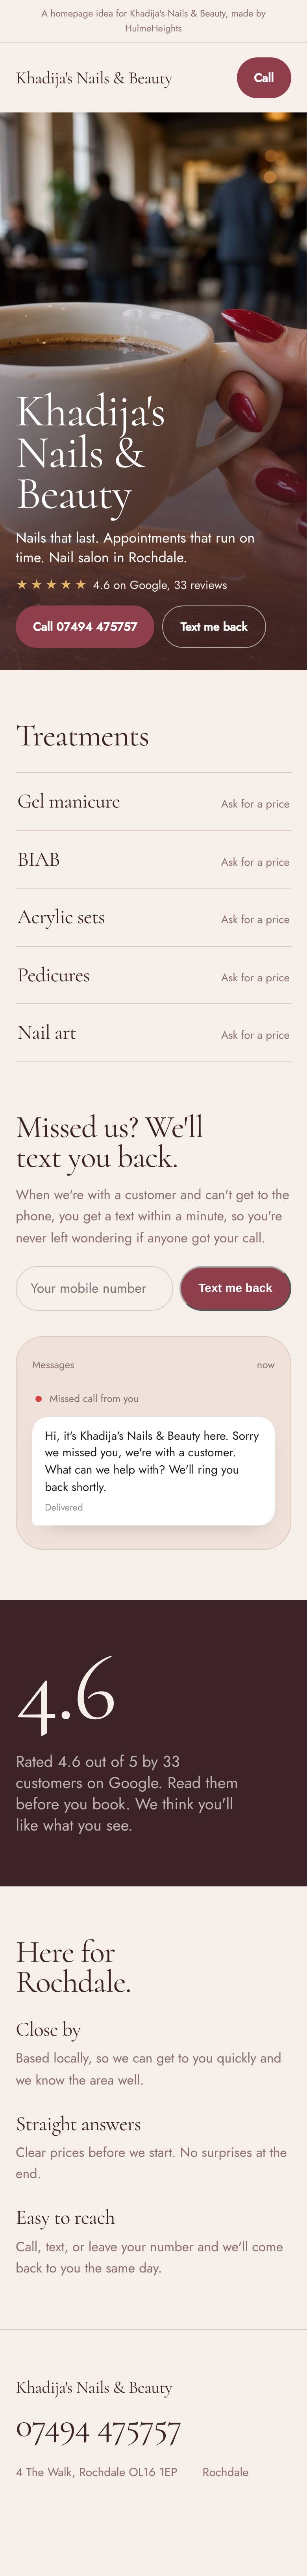 A homepage idea for Khadija's Nails & Beauty, made by
HulmeHeights
Khadija's Nails & Beauty
Call
Khadija's
Nails &
Beauty
Nails that last. Appointments that run on
time. Nail salon in Rochdale.
★★★★★ 4.6 on Google, 33 reviews
Call 07494 475757
Text me back
Treatments
Gel manicure
Ask for a price
BIAB
Ask for a price
Acrylic sets
Ask for a price
Pedicures
Ask for a price
Nail art
Ask for a price
Missed us? We'll
text you back.
When we're with a customer and can't get to the
phone, you get a text within a minute, so you're
never left wondering if anyone got your call.
Your mobile number
Text me back
Messages
now
Missed call from you
Hi, it's Khadija's Nails & Beauty here. Sorry
we missed you, we're with a customer.
What can we help with? We'll ring you
back shortly.
Delivered
4.6
Rated 4.6 out of 5 by 33
customers on Google. Read them
before you book. We think you'll
like what you see.
Here for
Rochdale.
Close by
Based locally, so we can get to you quickly and
we know the area well.
Straight answers
Clear prices before we start. No surprises at the
end.
Easy to reach
Call, text, or leave your number and we'll come
back to you the same day.
Khadija's Nails & Beauty
07494 475757
4 The Walk, Rochdale OL16 1EP
Rochdale